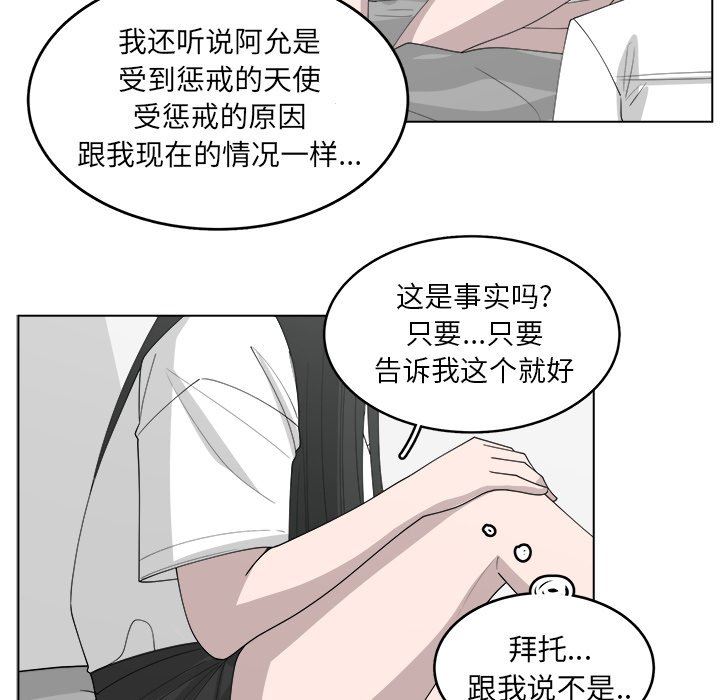 我还听说阿允是
受到惩戒的天使
受惩戒的原因
跟我现在的情况一样...
这是事实吗?
只要...只要
告诉我这个就好
拜托...
跟我说不是..